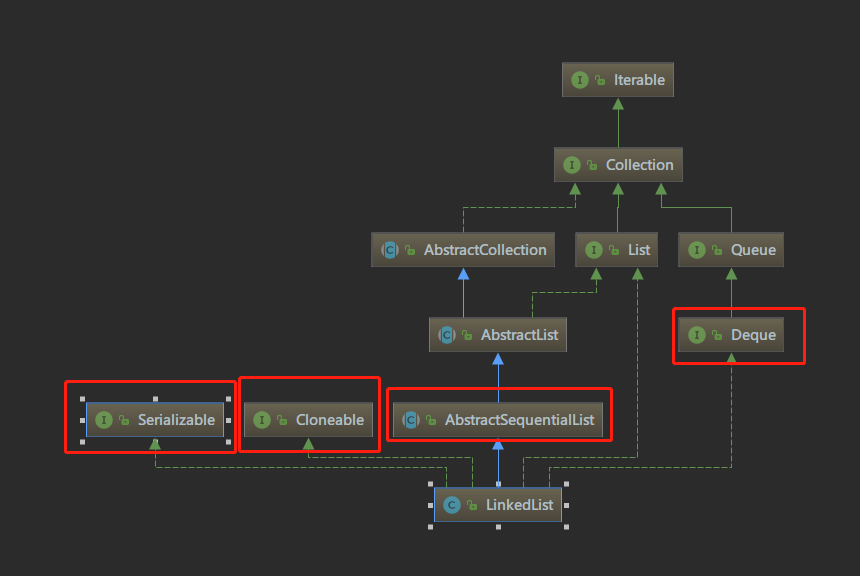 I Iterable
I Collection
C AbstractCollection
I List
I Queue
C AbstractList
I Deque
I Serializable
I Cloneable
C AbstractSequentialList
C LinkedList